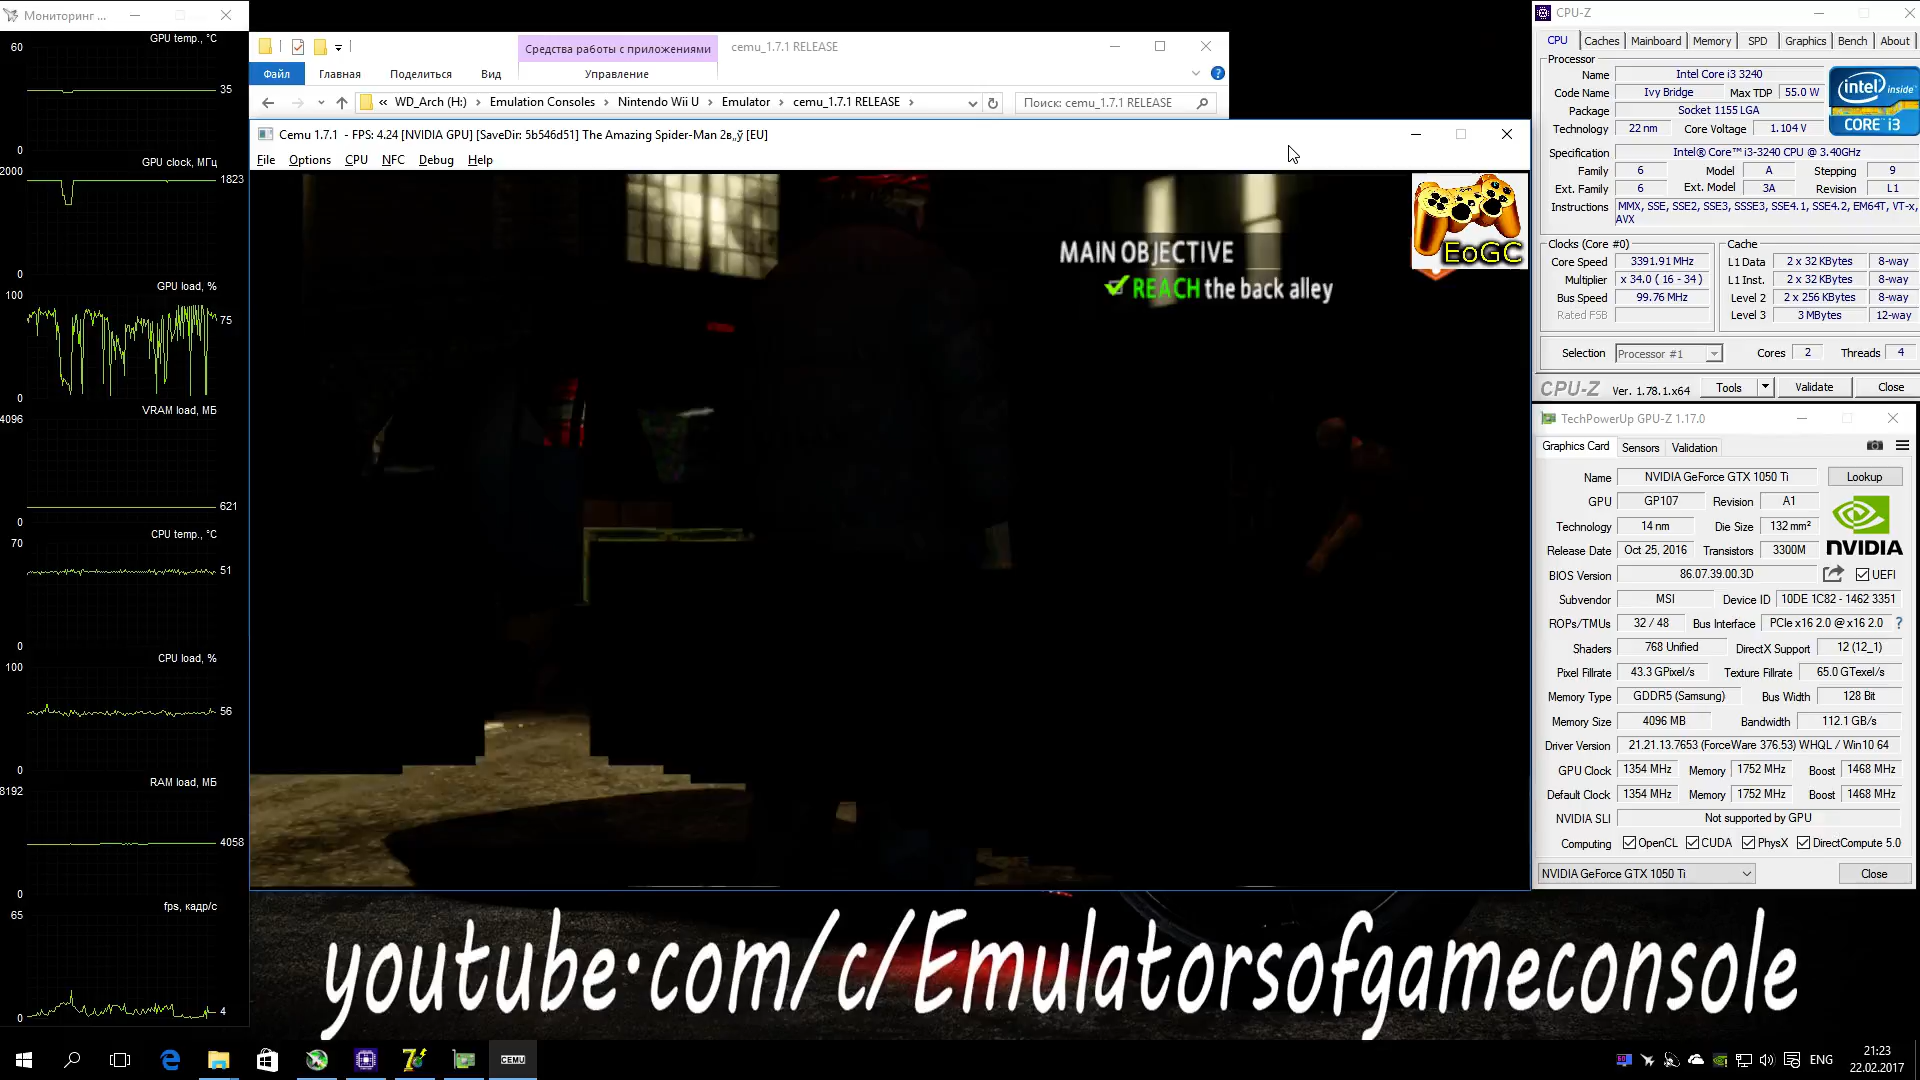 Мониторинг ...
GPU temp., °C
60
35
0
GPU clock, МГц
2000
1823
0
GPU load, %
100
75
0
VRAM load, МБ
4096
621
0
CPU temp., °C
70
51
0
CPU load, %
100
56
0
RAM load, МБ
8192
4058
0
fps, кадр/с
65
4
0
Средства работы с приложениями
cemu_1.7.1 RELEASE
Файл Главная Поделиться Вид Управление
« WD_Arch (H:) Emulation Consoles Nintendo Wii U Emulator cemu_1.7.1 RELEASE
Поиск: cemu_1.7.1 RELEASE
Cemu 1.7.1 - FPS: 4.24 [NVIDIA GPU] [SaveDir: 5b546d51] The Amazing Spider-Man 2в„ў [EU]
File Options CPU NFC Debug Help
MAIN OBJECTIVE
REACH the back alley
EoGC
CPU-Z
CPU Caches Mainboard Memory SPD Graphics Bench About
Processor
Name Intel Core i3 3240
Code Name Ivy Bridge Max TDP 55.0 W
Package Socket 1155 LGA
Technology 22 nm Core Voltage 1.104 V
intel inside™
CORE i3
Specification Intel® Core™ i3-3240 CPU @ 3.40GHz
Family 6 Model A Stepping 9
Ext. Family 6 Ext. Model 3A Revision L1
Instructions MMX, SSE, SSE2, SSE3, SSSE3, SSE4.1, SSE4.2, EM64T, VT-x,
AVX
Clocks (Core #0)
Core Speed 3391.91 MHz
Multiplier x 34.0 ( 16 - 34 )
Bus Speed 99.76 MHz
Rated FSB
Cache
L1 Data 2 x 32 KBytes 8-way
L1 Inst. 2 x 32 KBytes 8-way
Level 2 2 x 256 KBytes 8-way
Level 3 3 MBytes 12-way
Selection Processor #1 Cores 2 Threads 4
CPU-Z Ver. 1.78.1.x64 Tools Validate Close
TechPowerUp GPU-Z 1.17.0
Graphics Card Sensors Validation
Name NVIDIA GeForce GTX 1050 Ti Lookup
GPU GP107 Revision A1
Technology 14 nm Die Size 132 mm²
Release Date Oct 25, 2016 Transistors 3300M
NVIDIA
BIOS Version 86.07.39.00.3D UEFI
Subvendor MSI Device ID 10DE 1C82 - 1462 3351
ROPs/TMUs 32 / 48 Bus Interface PCIe x16 2.0 @ x16 2.0 ?
Shaders 768 Unified DirectX Support 12 (12_1)
Pixel Fillrate 43.3 GPixel/s Texture Fillrate 65.0 GTexel/s
Memory Type GDDR5 (Samsung) Bus Width 128 Bit
Memory Size 4096 MB Bandwidth 112.1 GB/s
Driver Version 21.21.13.7653 (ForceWare 376.53) WHQL / Win10 64
GPU Clock 1354 MHz Memory 1752 MHz Boost 1468 MHz
Default Clock 1354 MHz Memory 1752 MHz Boost 1468 MHz
NVIDIA SLI Not supported by GPU
Computing OpenCL CUDA PhysX DirectCompute 5.0
NVIDIA GeForce GTX 1050 Ti Close
youtube.com/c/Emulatorsofgameconsole
CEMU
ENG
21:23
22.02.2017